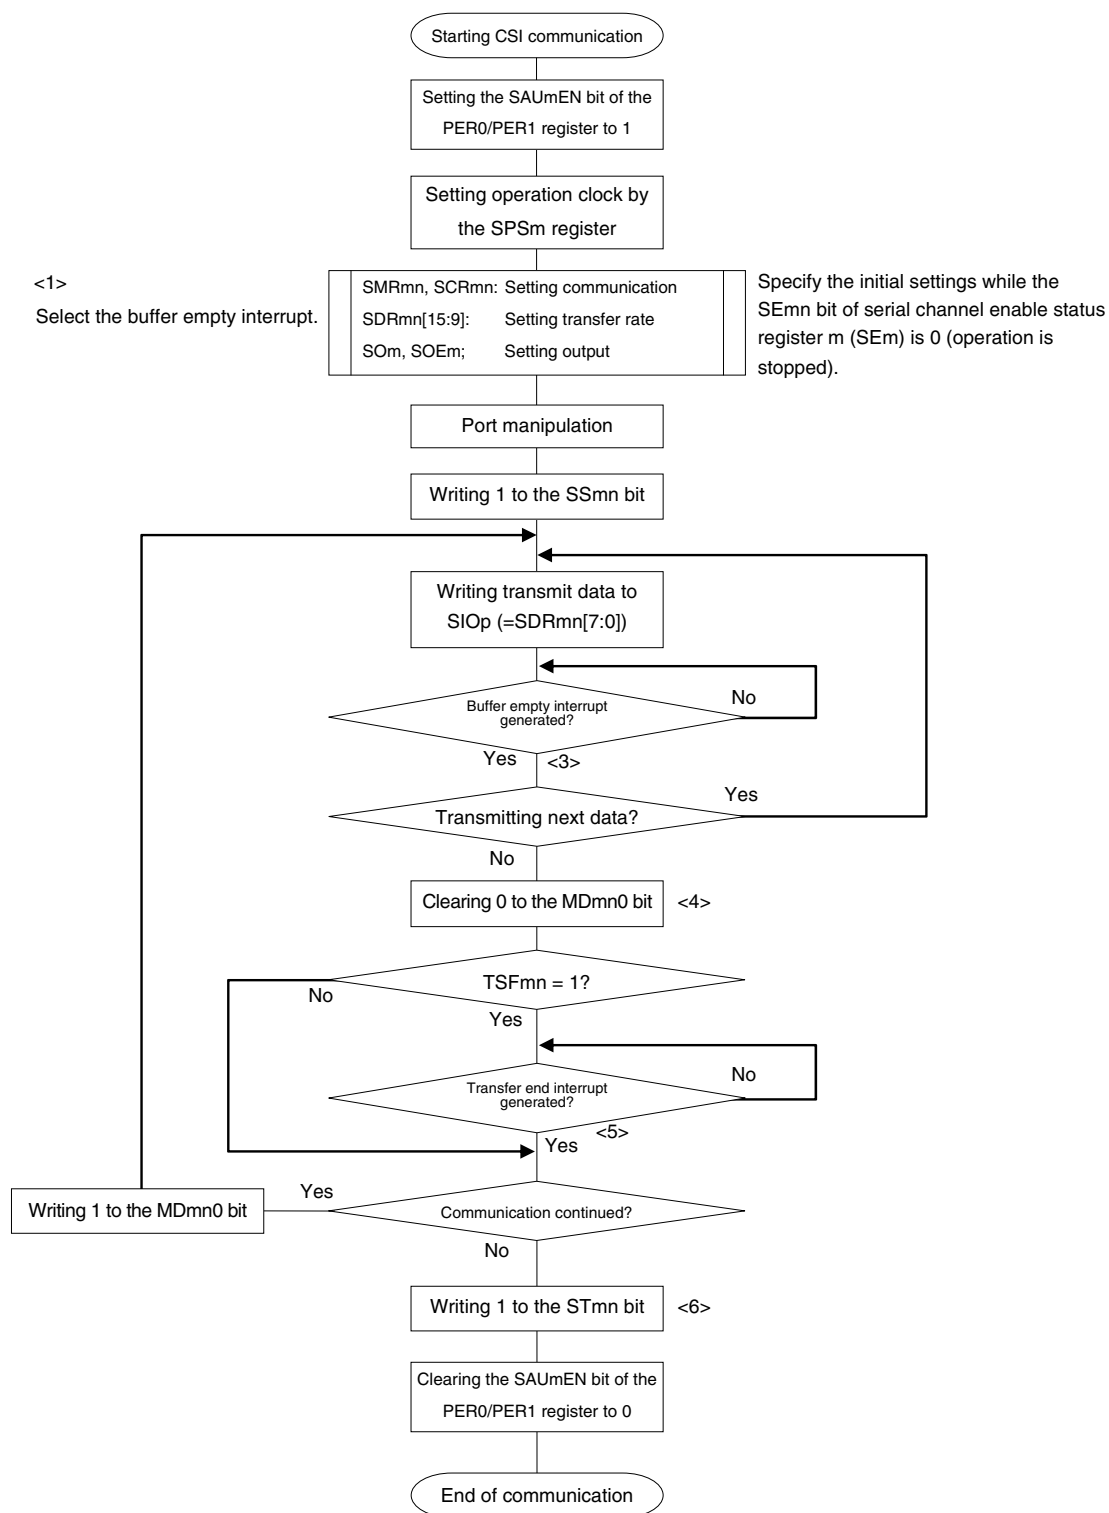 Starting CSI communication
Setting the SAUmEN bit of the
PER0/PER1 register to 1
Setting operation clock by
the SPSm register
<1>
Select the buffer empty interrupt.
SMRmn, SCRmn: Setting communication
SDRmn[15:9]: Setting transfer rate
SOm, SOEm; Setting output
Specify the initial settings while the
SEmn bit of serial channel enable status
register m (SEm) is 0 (operation is
stopped).
Port manipulation
Writing 1 to the SSmn bit
Writing transmit data to
SIOp (=SDRmn[7:0])
Buffer empty interrupt
generated?
No
Yes
<3>
Transmitting next data?
Yes
No
Clearing 0 to the MDmn0 bit
<4>
TSFmn = 1?
No
Yes
Transfer end interrupt
generated?
No
<5>
Yes
Communication continued?
Yes
Writing 1 to the MDmn0 bit
No
Writing 1 to the STmn bit
<6>
Clearing the SAUmEN bit of the
PER0/PER1 register to 0
End of communication